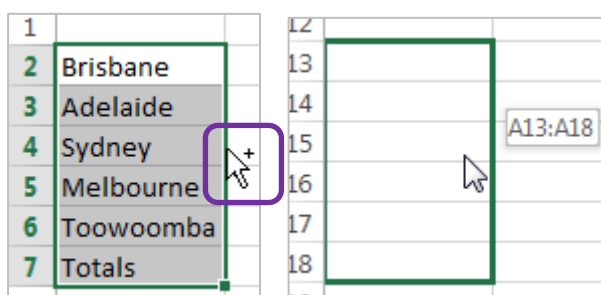 1
2 Brisbane
3 Adelaide
4 Sydney
5 Melbourne
6 Toowoomba
7 Totals
12
13
14
A13:A18
15
16
17
18